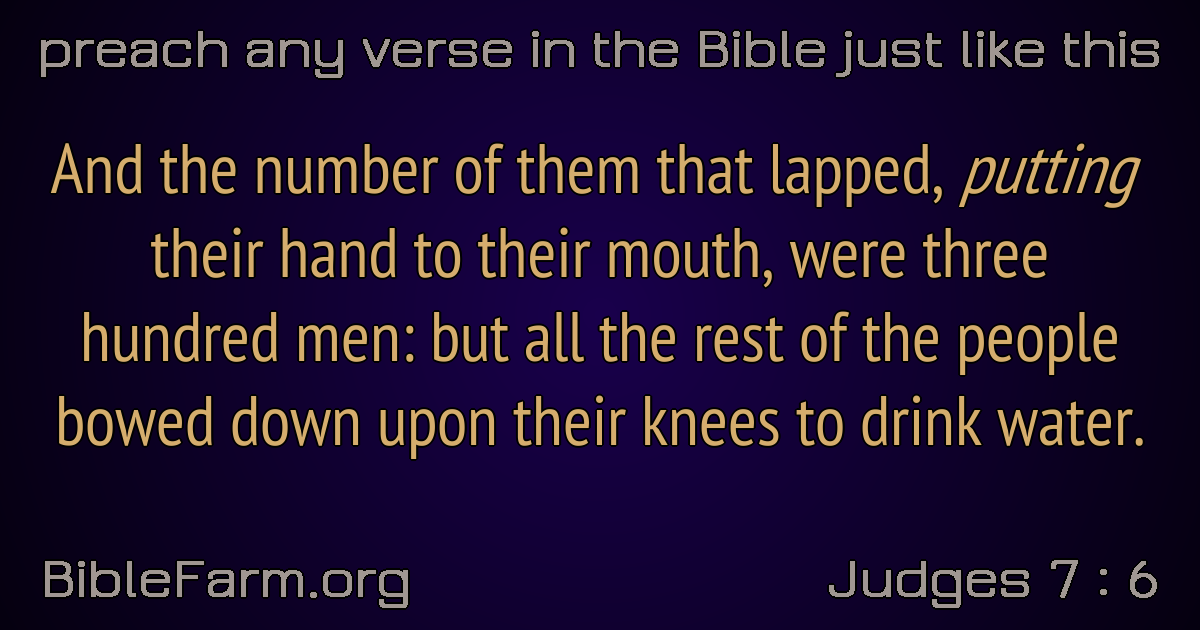 preach any verse in the Bible just like this
And the number of them that lapped, putting
their hand to their mouth, were three
hundred men: but all the rest of the people
bowed down upon their knees to drink water.
BibleFarm.org
Judges 7 : 6